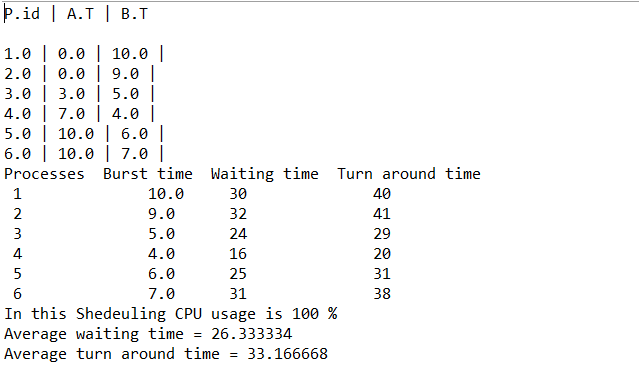 P.id | A.T | B.T
1.0 | 0.0 | 10.0 |
2.0 | 0.0 | 9.0 |
3.0 | 3.0 | 5.0 |
4.0 | 7.0 | 4.0 |
5.0 | 10.0 | 6.0 |
6.0 | 10.0 | 7.0 |
Processes Burst time Waiting time Turn around time
1 10.0 30 40
2 9.0 32 41
3 5.0 24 29
4 4.0 16 20
5 6.0 25 31
6 7.0 31 38
In this Shedeuling CPU usage is 100 %
Average waiting time = 26.333334
Average turn around time = 33.166668